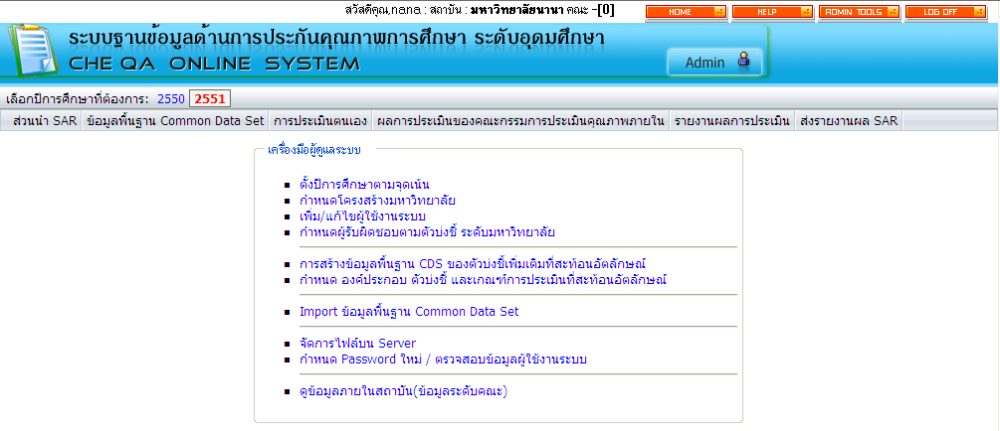 สวัสดีคุณ,nana : สถาบัน : มหาวิทยาลัยนานา คณะ -[0] HOME HELP ADMIN TOOLS LOG OFF
ระบบฐานข้อมูลด้านการประกันคุณภาพการศึกษา ระดับอุดมศึกษา
CHE QA ONLINE SYSTEM
Admin
เลือกปีการศึกษาที่ต้องการ: 2550 2551
ส่วนนำ SAR ข้อมูลพื้นฐาน Common Data Set การประเมินตนเอง ผลการประเมินของคณะกรรมการประเมินคุณภาพภายใน รายงานผลการประเมิน ส่งรายงานผล SAR
เครื่องมือผู้ดูแลระบบ
ตั้งปีการศึกษาตามจุดเน้น
กำหนดโครงสร้างมหาวิทยาลัย
เพิ่ม/แก้ไขผู้ใช้งานระบบ
กำหนดผู้รับผิดชอบตามตัวบ่งชี้ ระดับมหาวิทยาลัย
การสร้างข้อมูลพื้นฐาน CDS ของตัวบ่งชี้เพิ่มเติมที่สะท้อนอัตลักษณ์
กำหนด องค์ประกอบ ตัวบ่งชี้ และเกณฑ์การประเมินที่สะท้อนอัตลักษณ์
Import ข้อมูลพื้นฐาน Common Data Set
จัดการไฟล์บน Server
กำหนด Password ใหม่ / ตรวจสอบข้อมูลผู้ใช้งานระบบ
ดูข้อมูลภายในสถาบัน(ข้อมูลระดับคณะ)